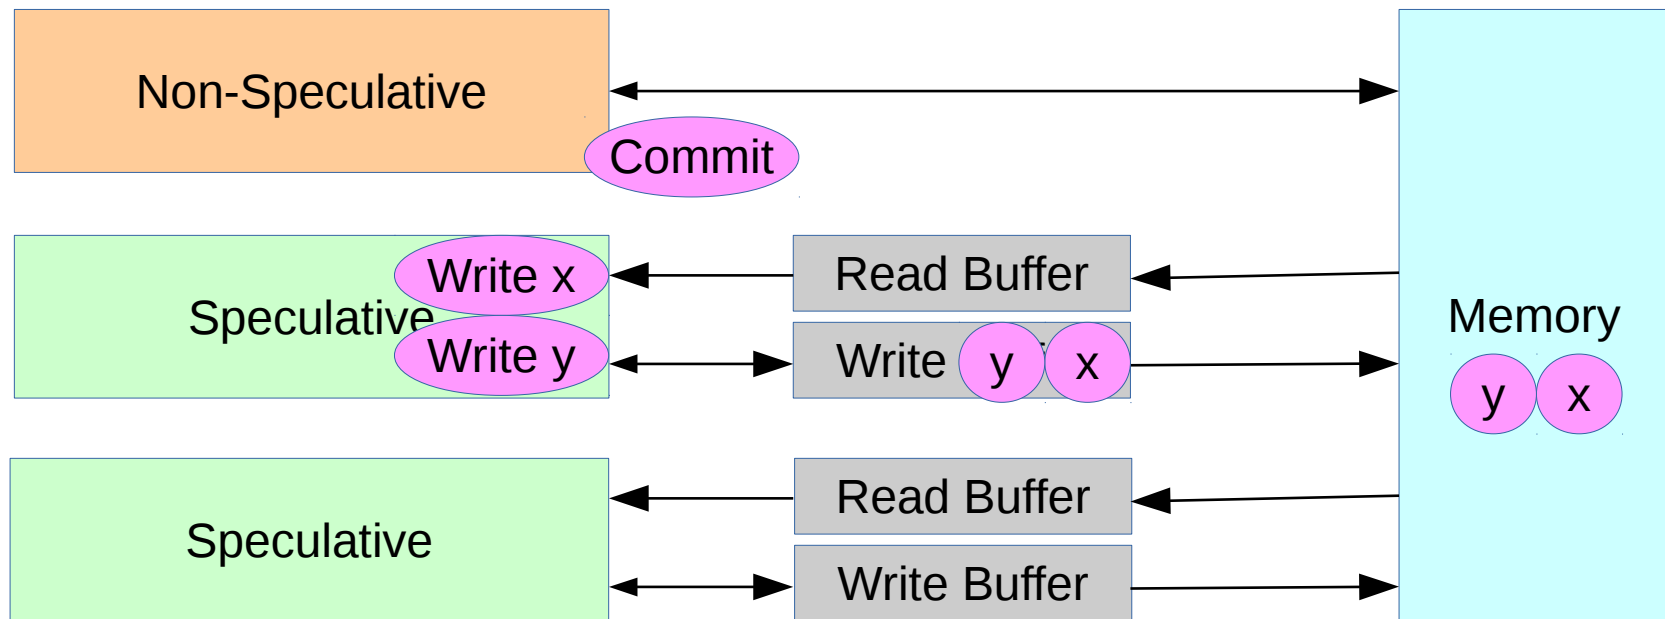 Non-Speculative
Commit
Speculative
Write x
Write y
Read Buffer
Write
y
x
Memory
y
x
Speculative
Read Buffer
Write Buffer